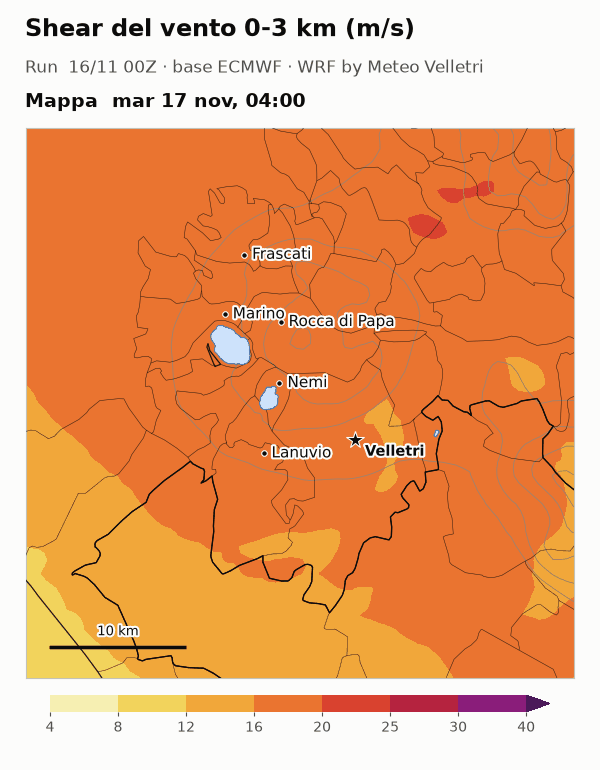 Shear del vento 0-3 km (m/s)
Run  16/11 00Z · base ECMWF · WRF by Meteo Velletri
Mappa  mar 17 nov, 04:00
Frascati
Marino
Rocca di Papa
Nemi
Velletri
Lanuvio
10 km
4 8 12 16 20 25 30 40